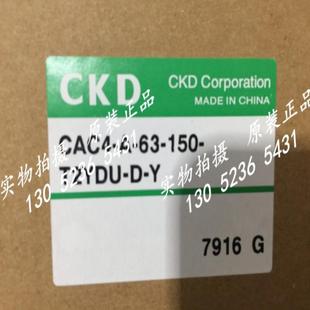 CKD
CKD Corporation
MADE IN CHINA
CAC4-A-63-150-
T2YDU-D-Y
7916 G
实物拍摄 原装正品
130 5236 5431
实物拍摄 原装正品
130 5236 5431